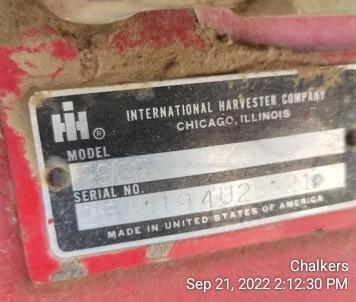 IH ®
INTERNATIONAL HARVESTER COMPANY
CHICAGO, ILLINOIS
MODEL
SERIAL NO.
MADE IN UNITED STATES OF AMERICA
Chalkers
Sep 21, 2022 2:12:30 PM